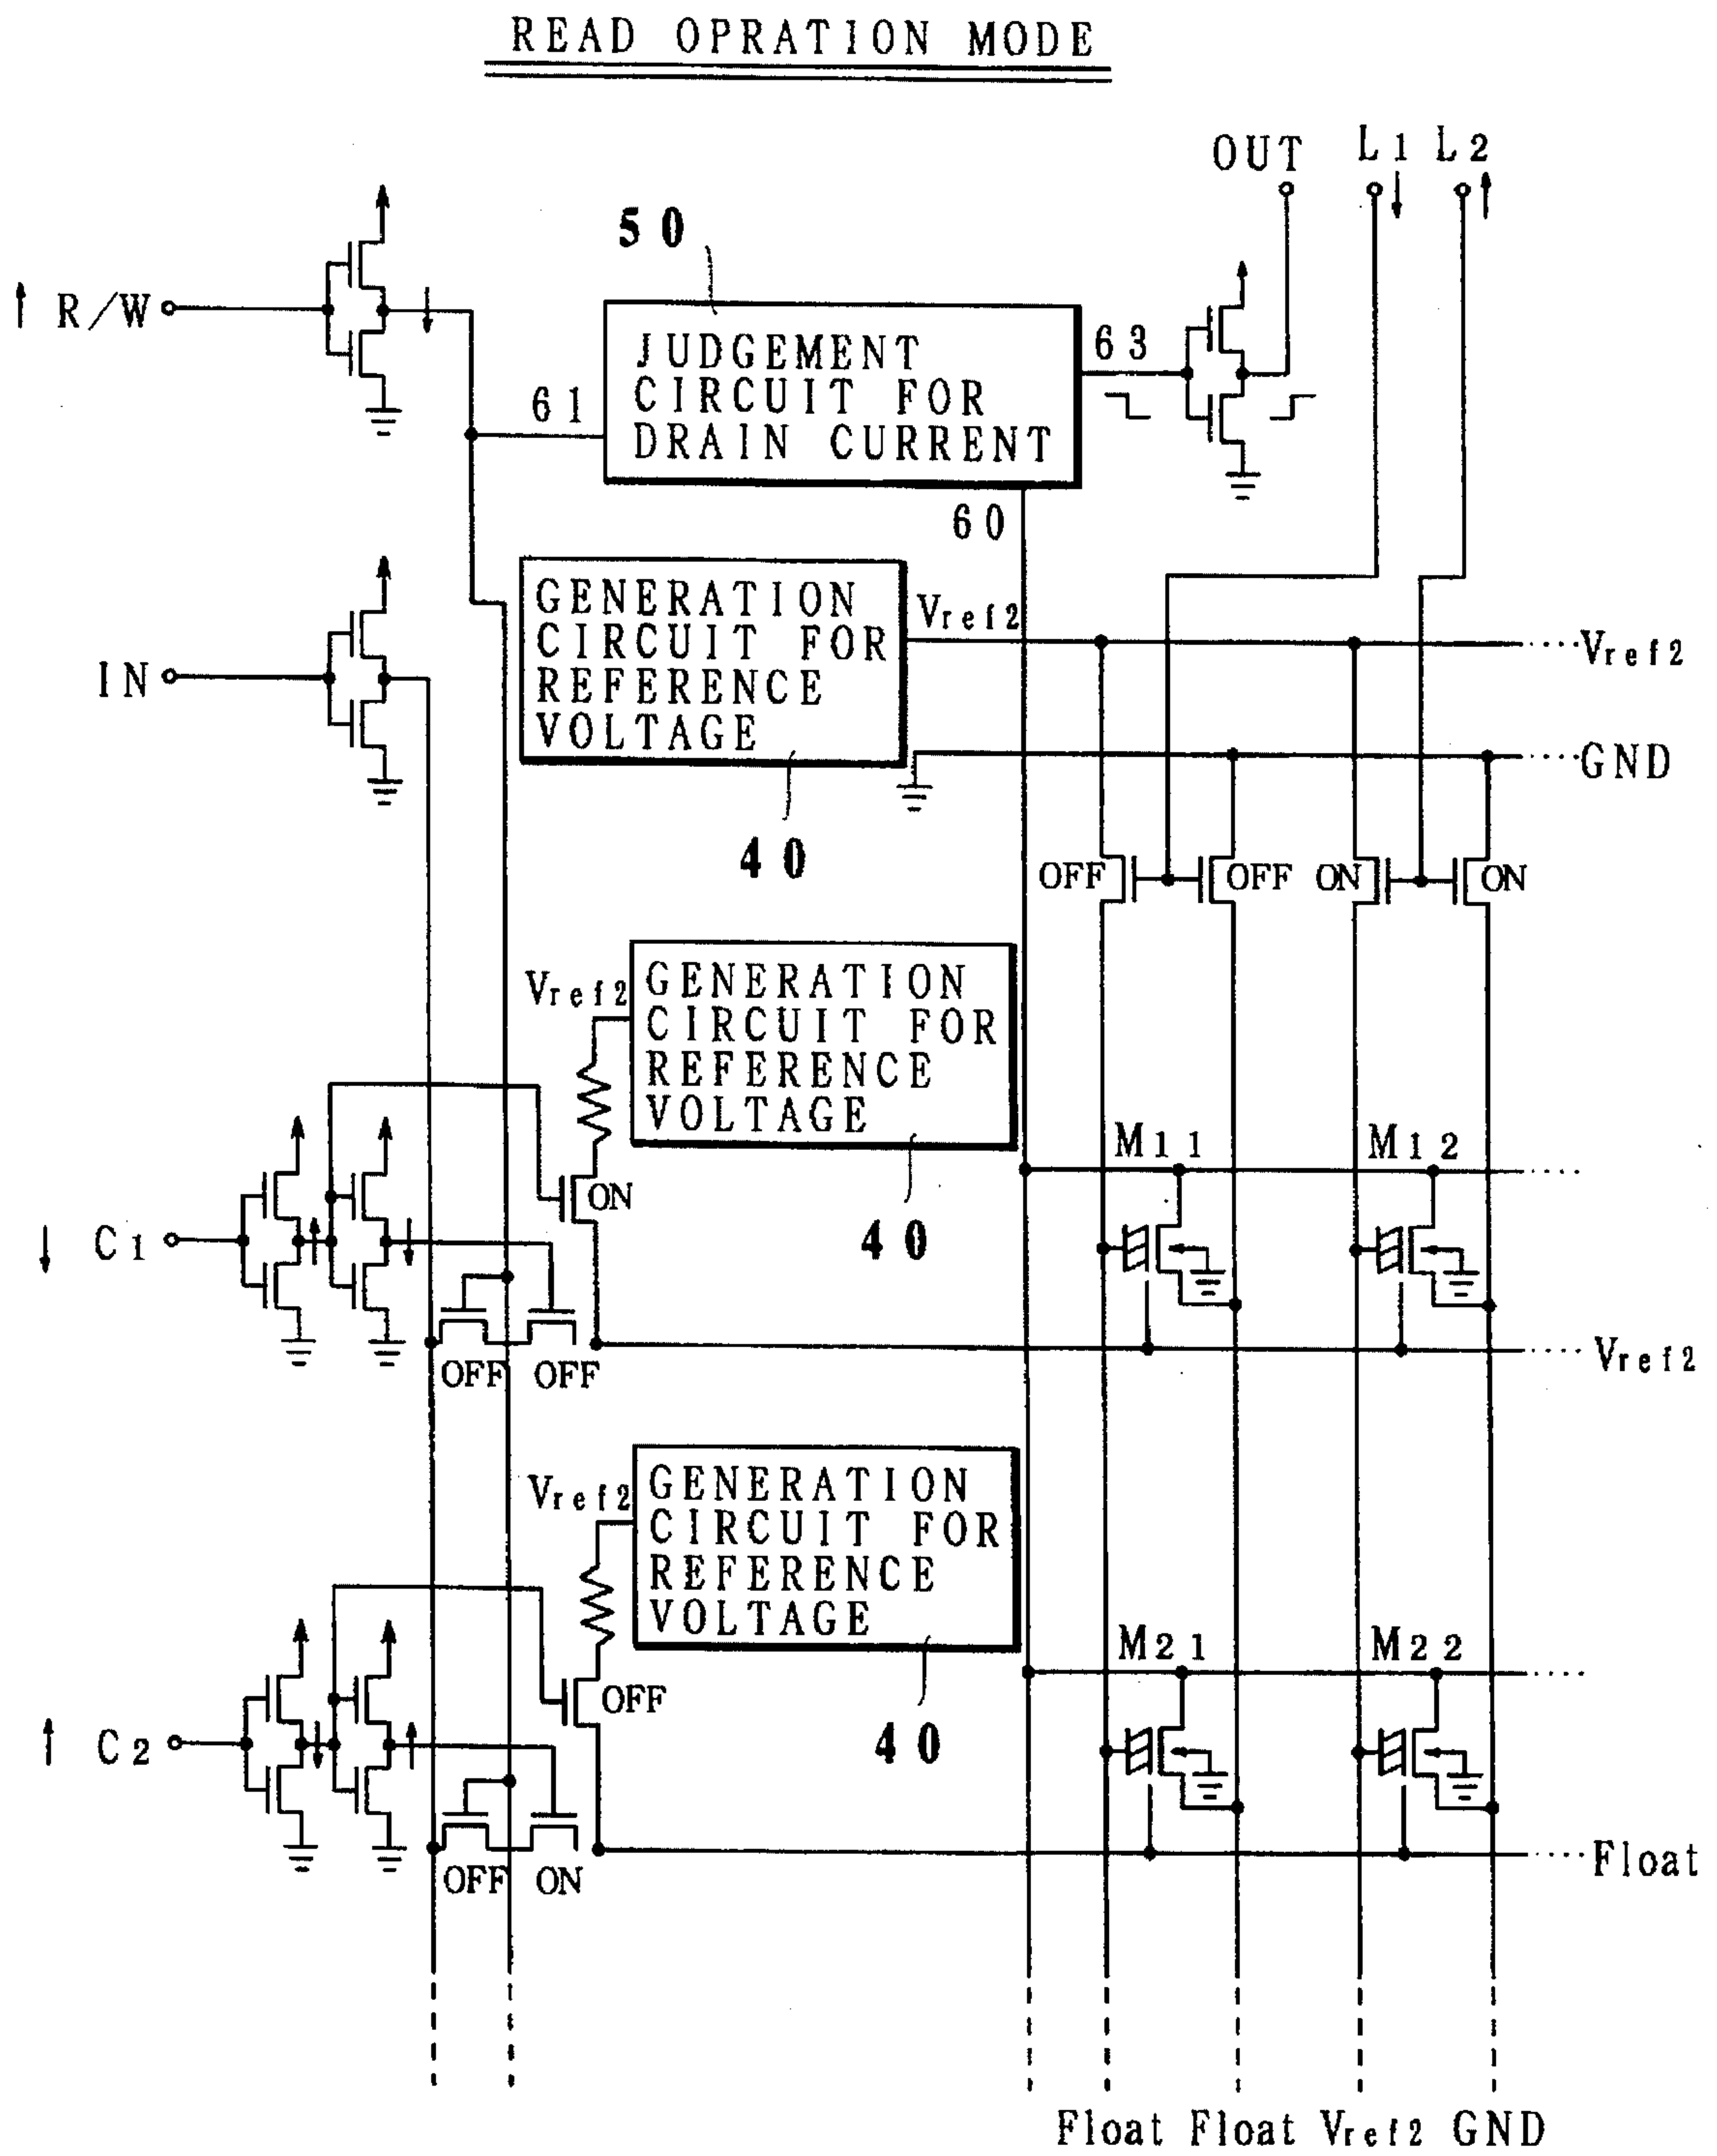 READ OPRATION MODE
OUT L1 L2
50
R/W
JUDGEMENT
CIRCUIT FOR
DRAIN CURRENT
61
63
60
IN
GENERATION
CIRCUIT FOR
REFERENCE
VOLTAGE
Vref2
Vref2
GND
40
OFF OFF ON ON
Vref2
GENERATION
CIRCUIT FOR
REFERENCE
VOLTAGE
40
ON
M11 M12
C1
OFF OFF
Vref2
Vref2
GENERATION
CIRCUIT FOR
REFERENCE
VOLTAGE
40
OFF
M21 M22
C2
OFF ON
Float
Float Float Vref2 GND